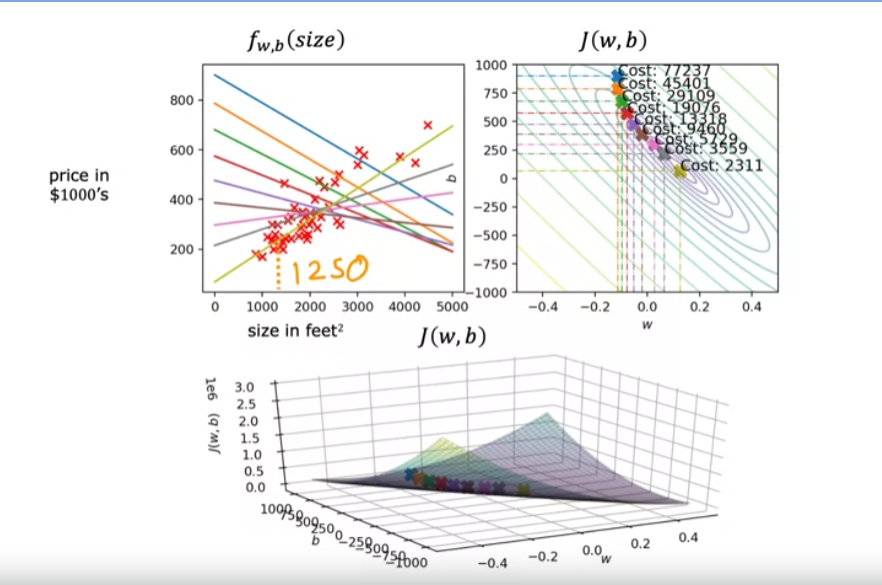 f_{w,b}(size)
J(w,b)
price in
$1000's
800
600
400
200
1250
0 1000 2000 3000 4000 5000
size in feet²
b
1000
750
500
250
0
−250
−500
−750
−1000
Cost: 77237
Cost: 45401
Cost: 29109
Cost: 19076
Cost: 13318
Cost: 9460
Cost: 5729
Cost: 3559
Cost: 2311
−0.4 −0.2 0.0 0.2 0.4
w
J(w,b)
1e6
J(w,b)
3.0
2.5
2.0
1.5
1.0
0.5
0.0
1000
750
500
250
0
−250
−500
−750
−1000
b
−0.4 −0.2 0.0 0.2 0.4
w